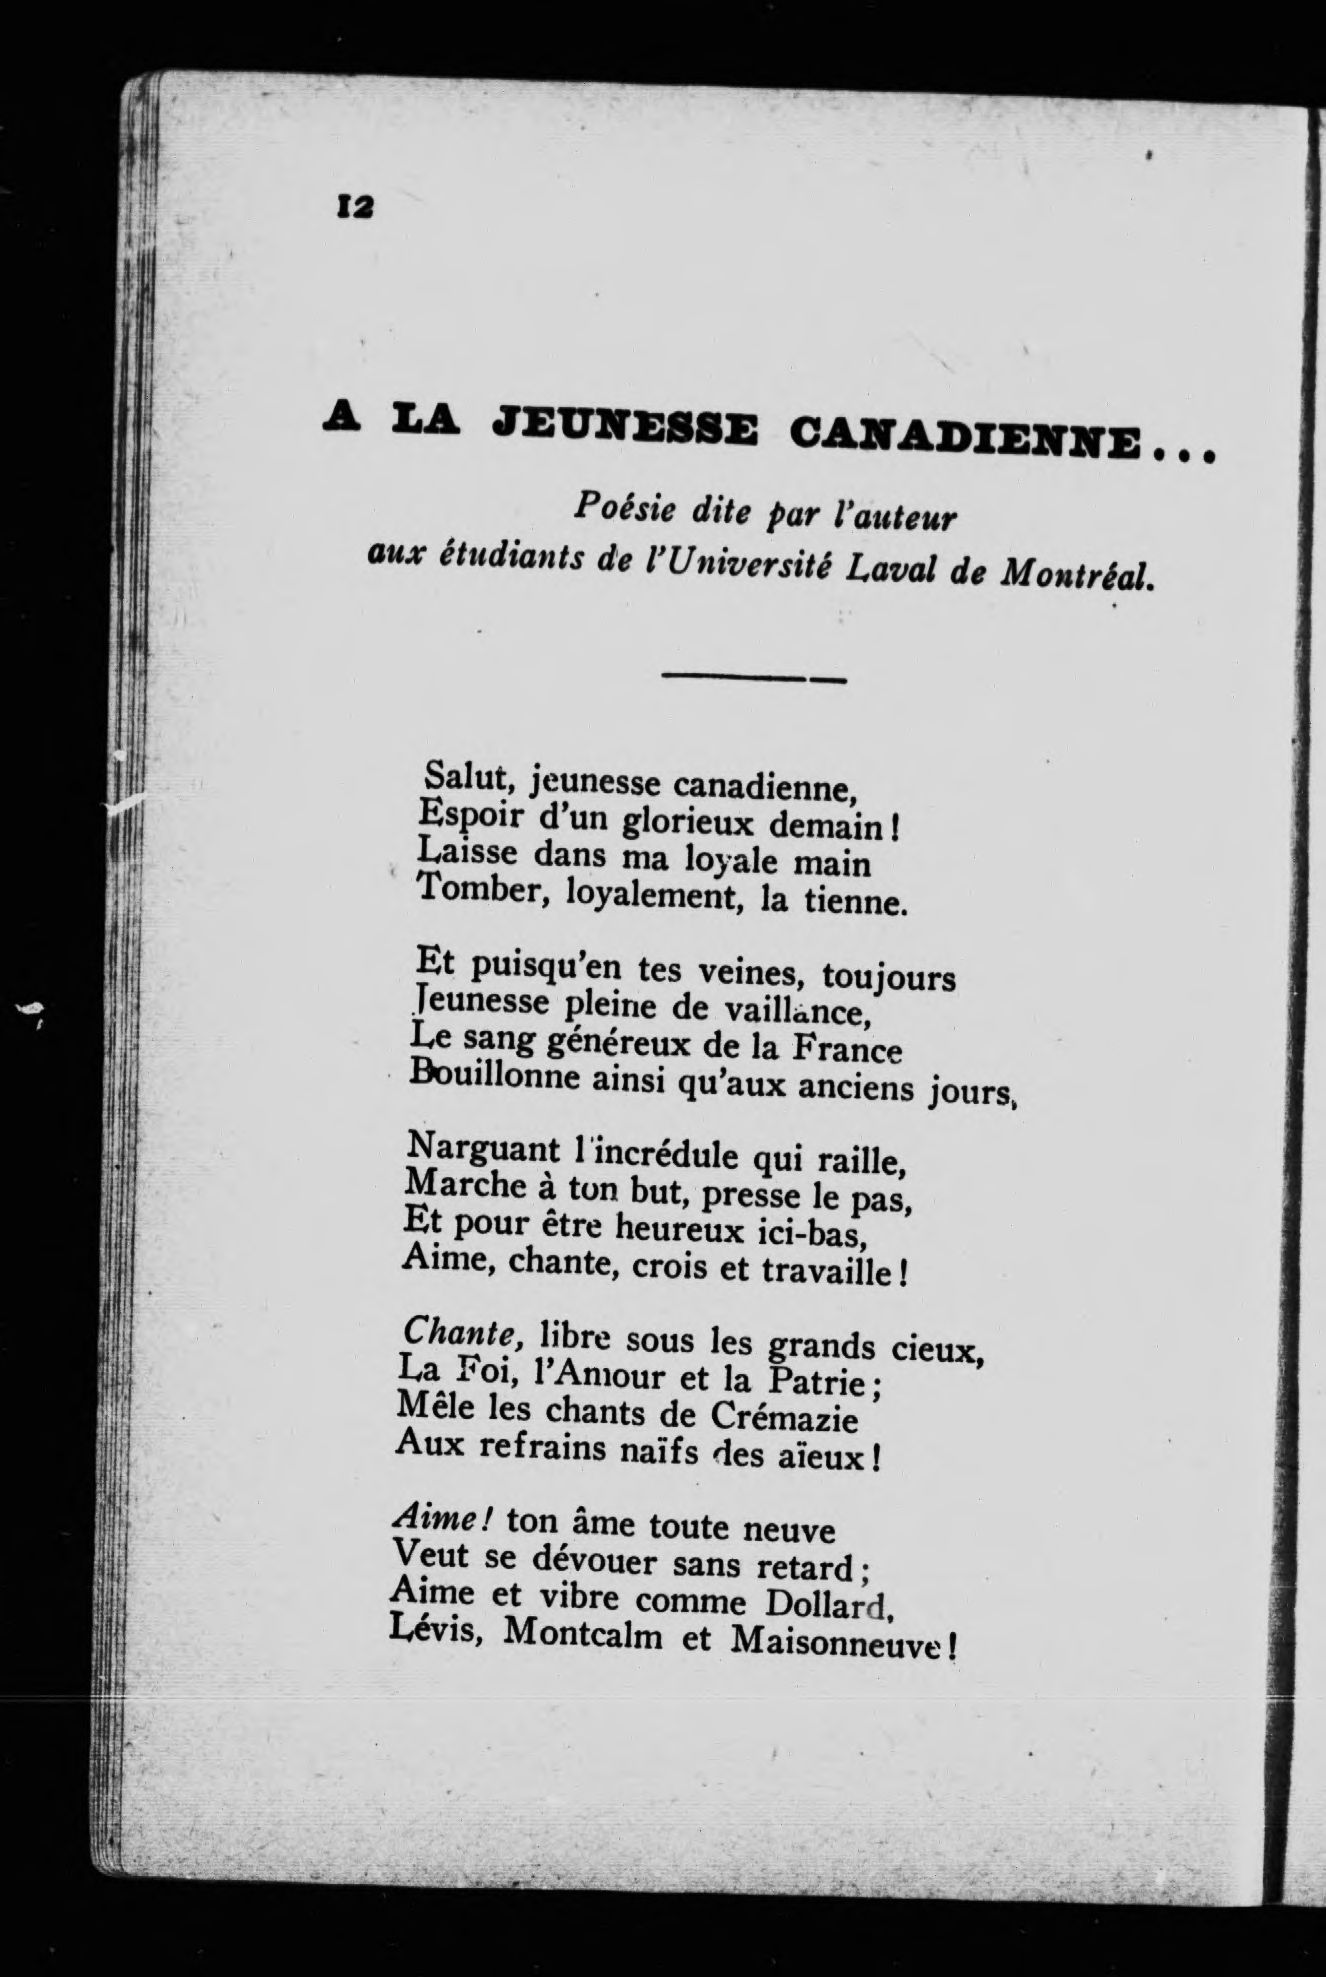 12
A LA JEUNESSE CANADIENNE...
Poésie dite par l'auteur
aux étudiants de l'Université Laval de Montréal.
Salut, jeunesse canadienne,
Espoir d'un glorieux demain !
Laisse dans ma loyale main
Tomber, loyalement, la tienne.
Et puisqu'en tes veines, toujours
Jeunesse pleine de vaillance,
Le sang généreux de la France
Bouillonne ainsi qu'aux anciens jours,
Narguant l'incrédule qui raille,
Marche à ton but, presse le pas,
Et pour être heureux ici-bas,
Aime, chante, crois et travaille !
Chante, libre sous les grands cieux,
La Foi, l'Amour et la Patrie ;
Mêle les chants de Crémazie
Aux refrains naïfs des aïeux !
Aime ! ton âme toute neuve
Veut se dévouer sans retard ;
Aime et vibre comme Dollard,
Lévis, Montcalm et Maisonneuve !